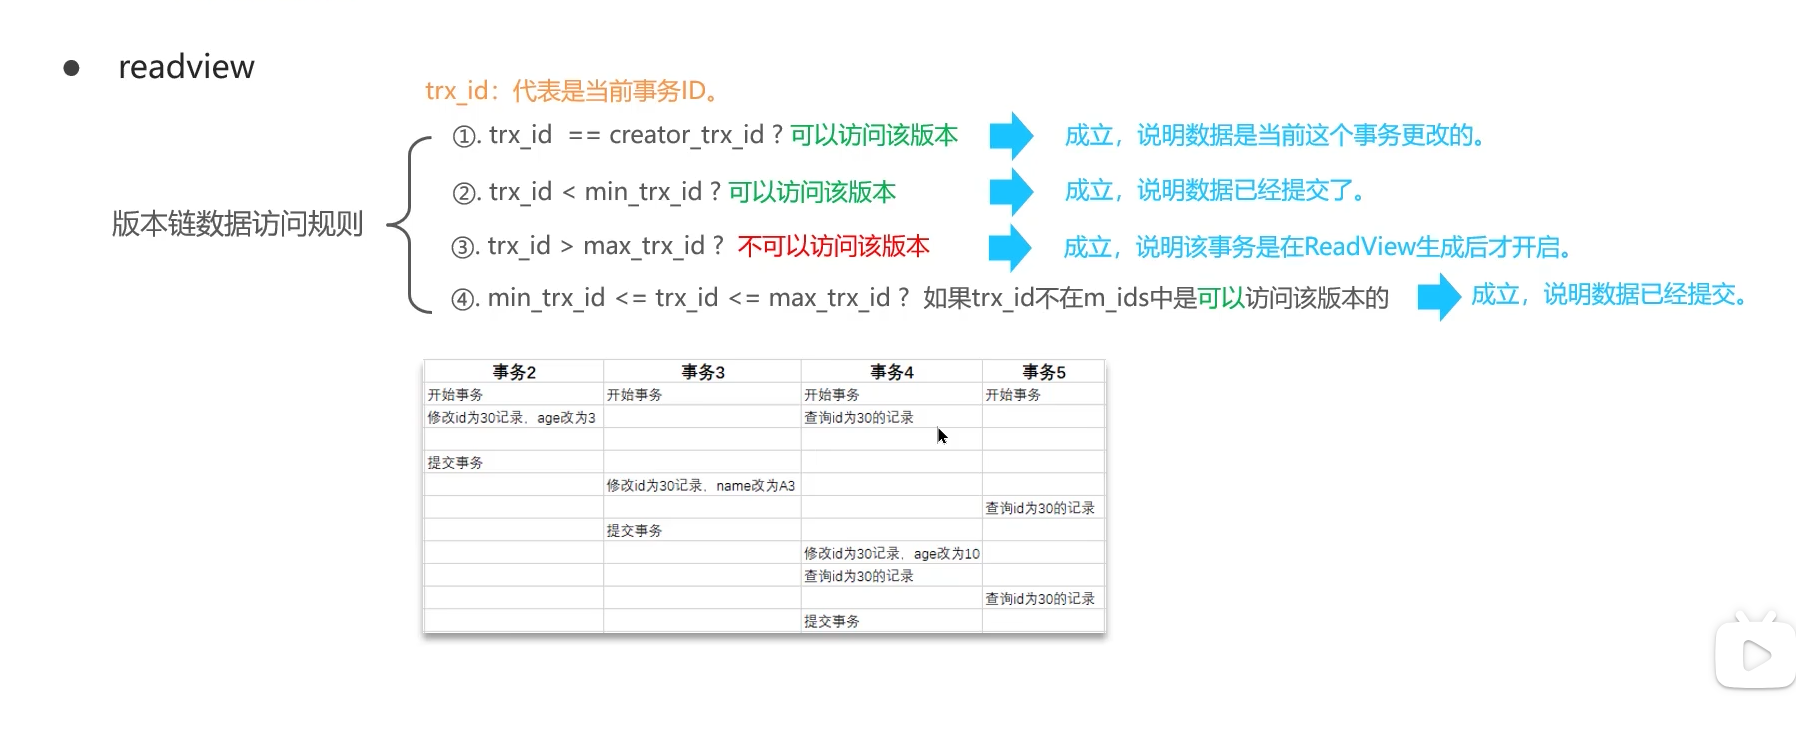 ● readview
trx_id：代表是当前事务ID。
版本链数据访问规则
①. trx_id == creator_trx_id ? 可以访问该版本 成立，说明数据是当前这个事务更改的。
②. trx_id < min_trx_id ? 可以访问该版本 成立，说明数据已经提交了。
③. trx_id > max_trx_id ? 不可以访问该版本 成立，说明该事务是在ReadView生成后才开启。
④. min_trx_id <= trx_id <= max_trx_id ? 如果trx_id不在m_ids中是可以访问该版本的 成立，说明数据已经提交。
事务2 事务3 事务4 事务5
开始事务 开始事务 开始事务 开始事务
修改id为30记录，age改为3 查询id为30的记录
提交事务
修改id为30记录，name改为A3
查询id为30的记录
提交事务
修改id为30记录，age改为10
查询id为30的记录
查询id为30的记录
提交事务